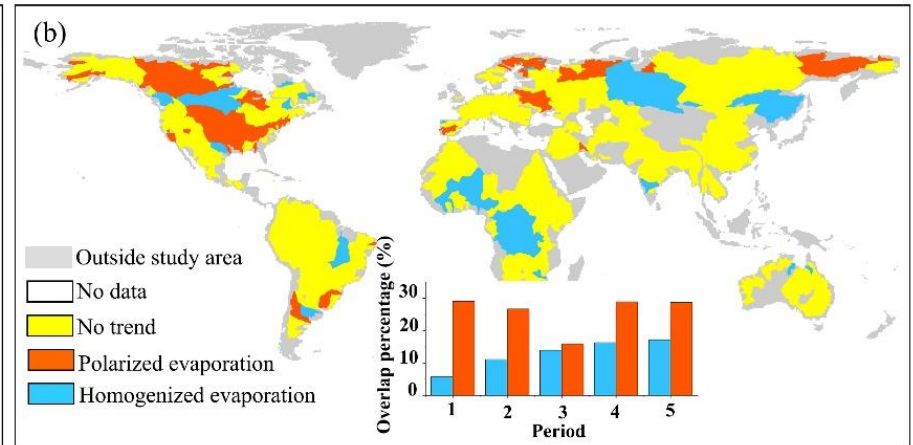 (b)
Outside study area
No data
No trend
Polarized evaporation
Homogenized evaporation
Overlap percentage (%)
30
20
10
0
1 2 3 4 5
Period